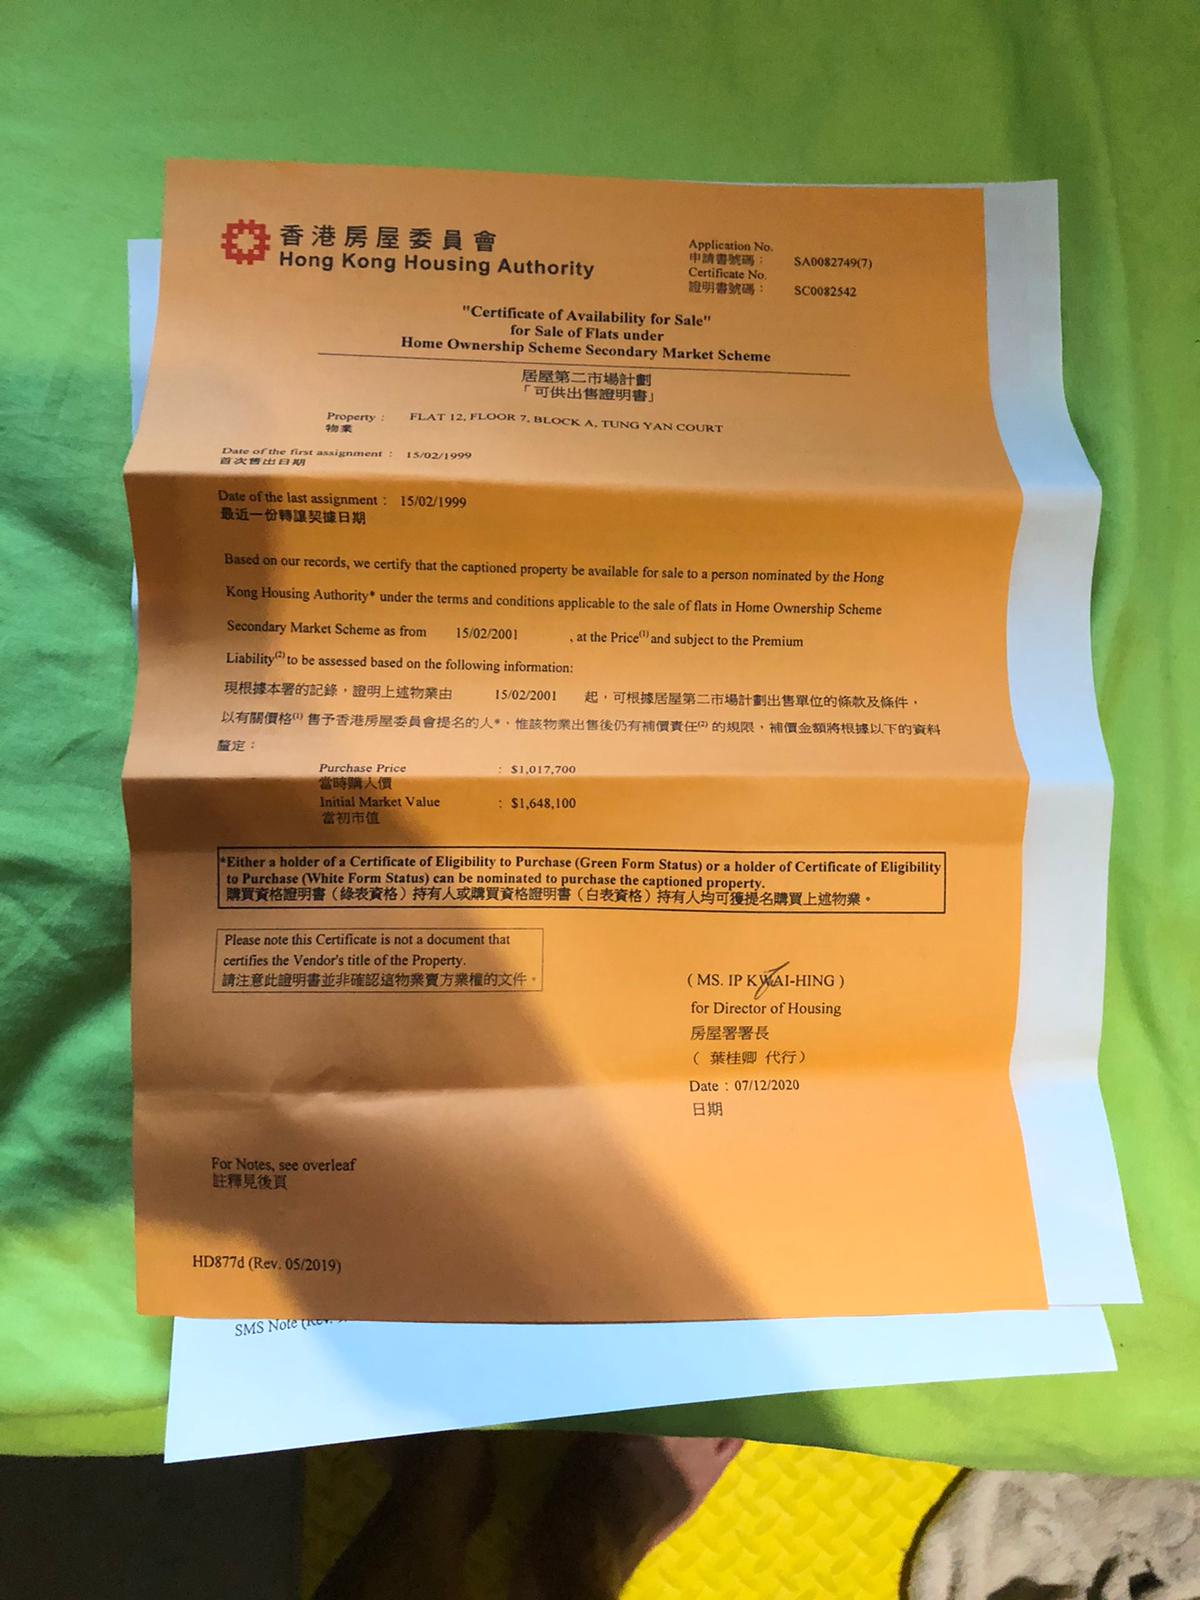 香港房屋委員會
Hong Kong Housing Authority
Application No.
申請書號碼： SA0082749(7)
Certificate No.
證明書號碼： SC0082542
"Certificate of Availability for Sale"
for Sale of Flats under
Home Ownership Scheme Secondary Market Scheme
居屋第二市場計劃
「可供出售證明書」
Property : FLAT 12, FLOOR 7, BLOCK A, TUNG YAN COURT
物業
Date of the first assignment : 15/02/1999
首次售出日期
Date of the last assignment : 15/02/1999
最近一份轉讓契據日期
Based on our records, we certify that the captioned property be available for sale to a person nominated by the Hong
Kong Housing Authority* under the terms and conditions applicable to the sale of flats in Home Ownership Scheme
Secondary Market Scheme as from 15/02/2001 , at the Price(1) and subject to the Premium
Liability(2) to be assessed based on the following information:
現根據本署的記錄，證明上述物業由 15/02/2001 起，可根據居屋第二市場計劃出售單位的條款及條件，
以有關價格(1) 售予香港房屋委員會提名的人*，惟該物業出售後仍有補價責任(2) 的規限，補價金額將根據以下的資料
釐定：
Purchase Price : $1,017,700
當時購入價
Initial Market Value : $1,648,100
當初市值
*Either a holder of a Certificate of Eligibility to Purchase (Green Form Status) or a holder of Certificate of Eligibility
to Purchase (White Form Status) can be nominated to purchase the captioned property.
購買資格證明書（綠表資格）持有人或購買資格證明書（白表資格）持有人均可獲提名購買上述物業。
Please note this Certificate is not a document that
certifies the Vendor's title of the Property.
請注意此證明書並非確認這物業賣方業權的文件。
( MS. IP KWAI-HING )
for Director of Housing
房屋署署長
（ 葉桂卿 代行）
Date : 07/12/2020
日期
For Notes, see overleaf
註釋見後頁
HD877d (Rev. 05/2019)
SMS Note (Rev.